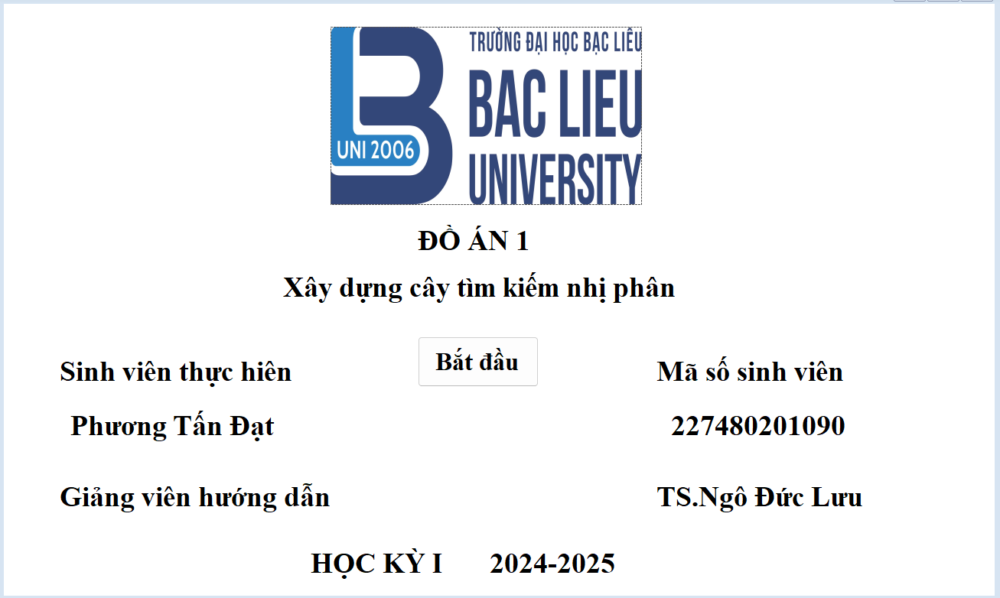 TRƯỜNG ĐẠI HỌC BẠC LIÊU
BAC LIEU
UNIVERSITY
UNI 2006
ĐỒ ÁN 1
Xây dựng cây tìm kiếm nhị phân
Bắt đầu
Sinh viên thực hiên
Mã số sinh viên
Phương Tấn Đạt
227480201090
Giảng viên hướng dẫn
TS.Ngô Đức Lưu
HỌC KỲ I 2024-2025